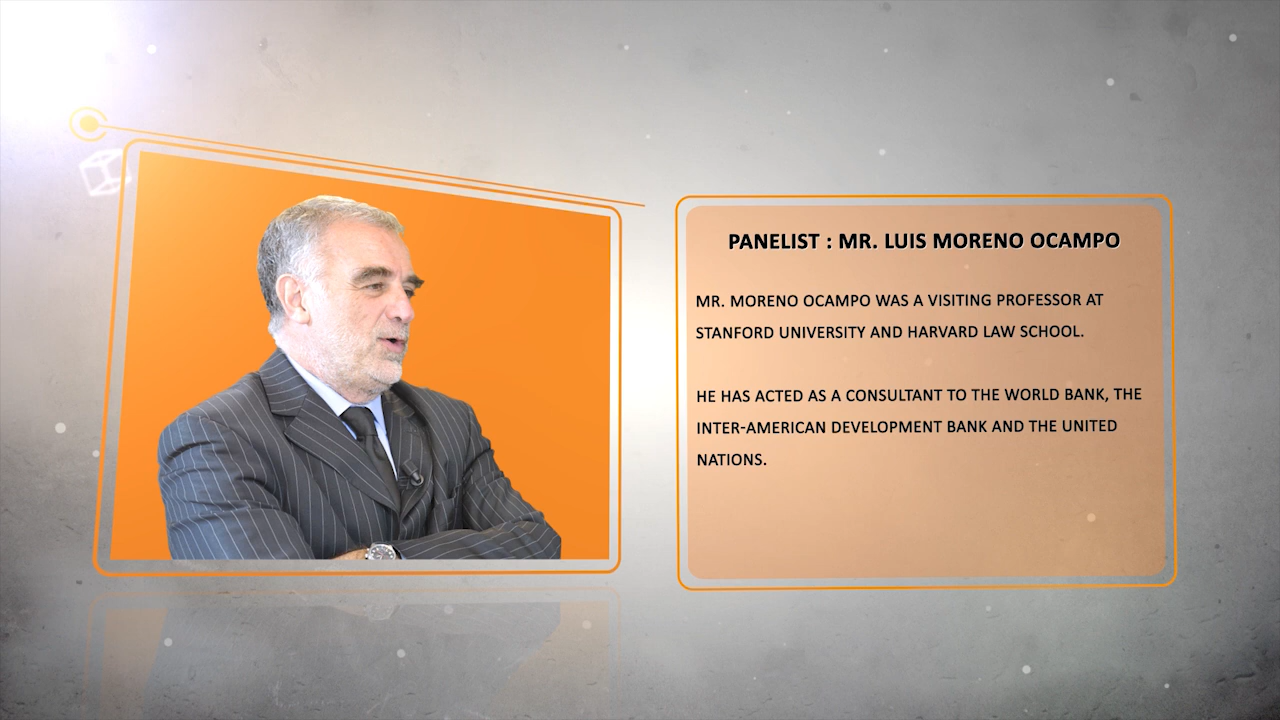 PANELIST : MR. LUIS MORENO OCAMPO
MR. MORENO OCAMPO WAS A VISITING PROFESSOR AT
STANFORD UNIVERSITY AND HARVARD LAW SCHOOL.
HE HAS ACTED AS A CONSULTANT TO THE WORLD BANK, THE
INTER-AMERICAN DEVELOPMENT BANK AND THE UNITED
NATIONS.